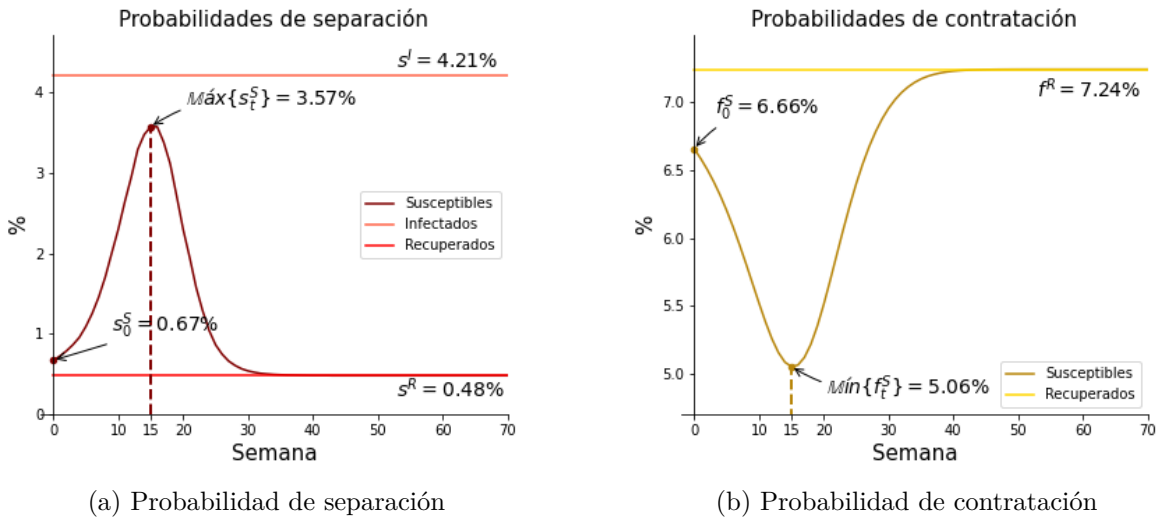 Probabilidades de separación
s^I = 4.21%
Máx{s_t^S} = 3.57%
s_0^S = 0.67%
s^R = 0.48%
Susceptibles
Infectados
Recuperados
%
4
3
2
1
0
0 10 15 20 30 40 50 60 70
Semana
(a) Probabilidad de separación
Probabilidades de contratación
f_0^S = 6.66%
f^R = 7.24%
Mín{f_t^S} = 5.06%
Susceptibles
Recuperados
%
7.0
6.5
6.0
5.5
5.0
0 10 15 20 30 40 50 60 70
Semana
(b) Probabilidad de contratación